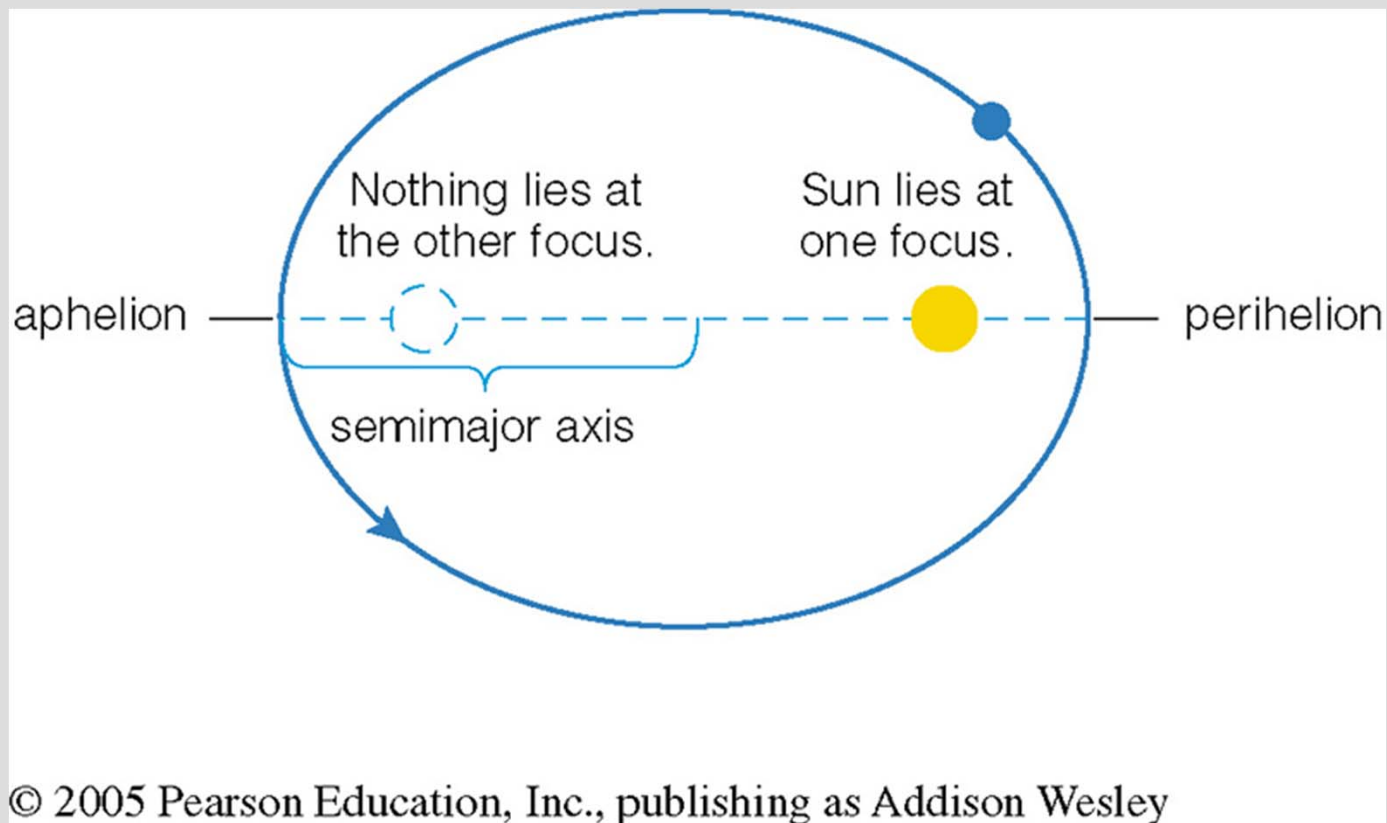 Nothing lies at
the other focus.
Sun lies at
one focus.
aphelion
perihelion
semimajor axis
© 2005 Pearson Education, Inc., publishing as Addison Wesley